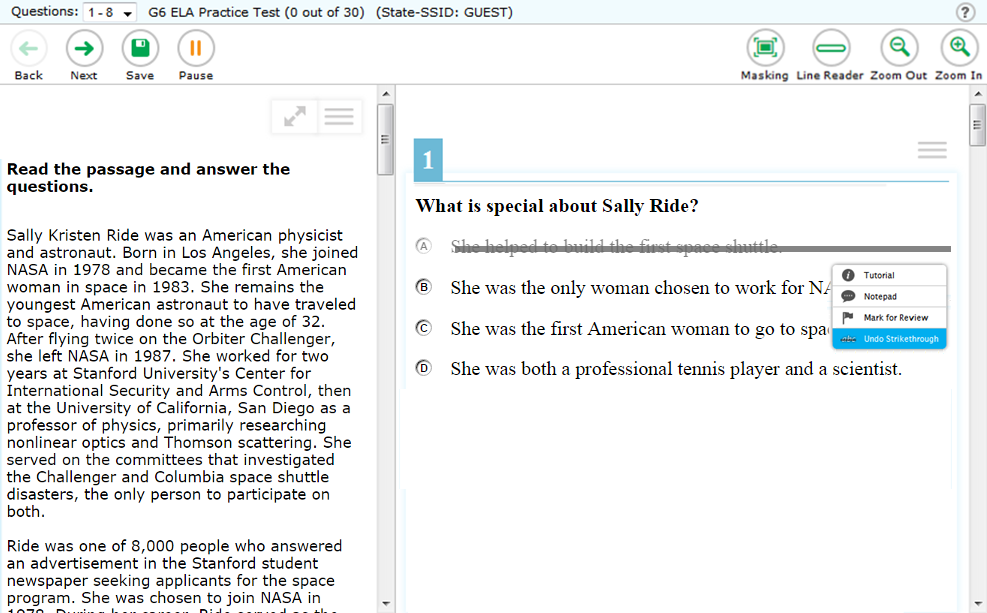 Questions: 1 - 8 G6 ELA Practice Test (0 out of 30) (State-SSID: GUEST) ?
Back Next Save Pause Masking Line Reader Zoom Out Zoom In
Read the passage and answer the
questions.
Sally Kristen Ride was an American physicist
and astronaut. Born in Los Angeles, she joined
NASA in 1978 and became the first American
woman in space in 1983. She remains the
youngest American astronaut to have traveled
to space, having done so at the age of 32.
After flying twice on the Orbiter Challenger,
she left NASA in 1987. She worked for two
years at Stanford University's Center for
International Security and Arms Control, then
at the University of California, San Diego as a
professor of physics, primarily researching
nonlinear optics and Thomson scattering. She
served on the committees that investigated
the Challenger and Columbia space shuttle
disasters, the only person to participate on
both.
Ride was one of 8,000 people who answered
an advertisement in the Stanford student
newspaper seeking applicants for the space
program. She was chosen to join NASA in
1978. During her career, Ride served as the
1
What is special about Sally Ride?
A She helped to build the first space shuttle.
B She was the only woman chosen to work for NA
C She was the first American woman to go to spa
D She was both a professional tennis player and a scientist.
i Tutorial
Notepad
Mark for Review
abc Undo Strikethrough